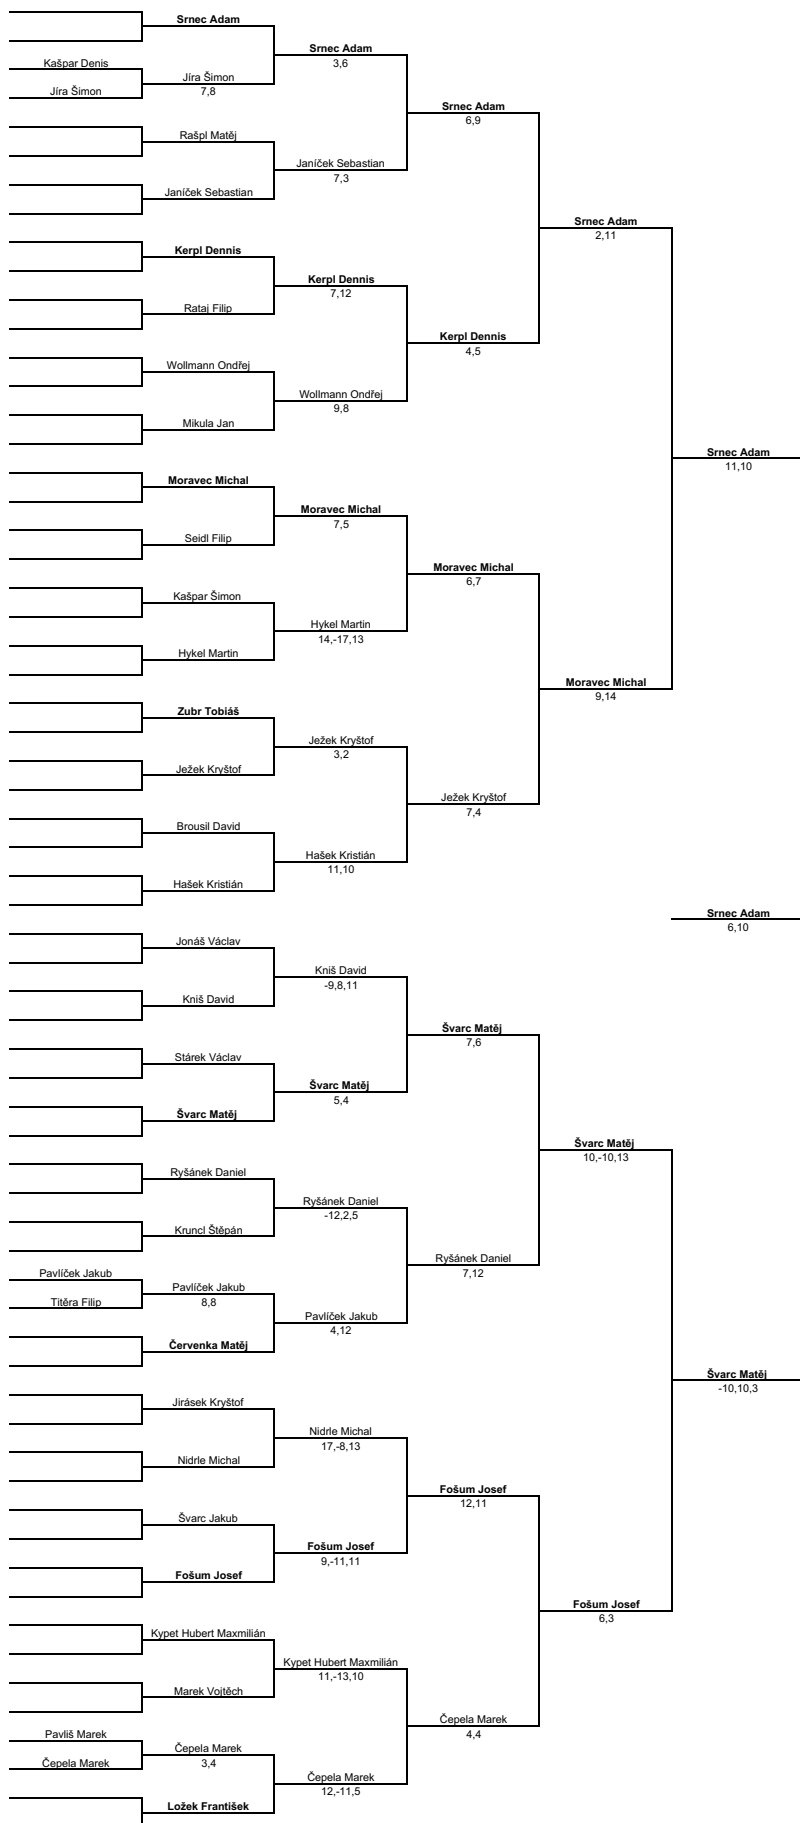 Srnec Adam
Srnec Adam
3,6
Kašpar Denis
Jíra Šimon
Jíra Šimon
7,8
Srnec Adam
6,9
Rašpl Matěj
Janíček Sebastian
7,3
Janíček Sebastian
Srnec Adam
2,11
Kerpl Dennis
Kerpl Dennis
7,12
Rataj Filip
Kerpl Dennis
4,5
Wollmann Ondřej
Wollmann Ondřej
9,8
Mikula Jan
Srnec Adam
11,10
Moravec Michal
Moravec Michal
7,5
Seidl Filip
Moravec Michal
6,7
Kašpar Šimon
Hykel Martin
14,-17,13
Hykel Martin
Moravec Michal
9,14
Zubr Tobiáš
Ježek Kryštof
3,2
Ježek Kryštof
Ježek Kryštof
7,4
Brousil David
Hašek Kristián
11,10
Hašek Kristián
Srnec Adam
6,10
Jonáš Václav
Kniš David
-9,8,11
Kniš David
Švarc Matěj
7,6
Stárek Václav
Švarc Matěj
5,4
Švarc Matěj
Švarc Matěj
10,-10,13
Ryšánek Daniel
Ryšánek Daniel
-12,2,5
Kruncl Štěpán
Ryšánek Daniel
7,12
Pavlíček Jakub
Pavlíček Jakub
8,8
Titěra Filip
Pavlíček Jakub
4,12
Červenka Matěj
Švarc Matěj
-10,10,3
Jirásek Kryštof
Nidrle Michal
17,-8,13
Nidrle Michal
Fošum Josef
12,11
Švarc Jakub
Fošum Josef
9,-11,11
Fošum Josef
Fošum Josef
6,3
Kypet Hubert Maxmilián
Kypet Hubert Maxmilián
11,-13,10
Marek Vojtěch
Čepela Marek
4,4
Pavliš Marek
Čepela Marek
3,4
Čepela Marek
Čepela Marek
12,-11,5
Ložek František